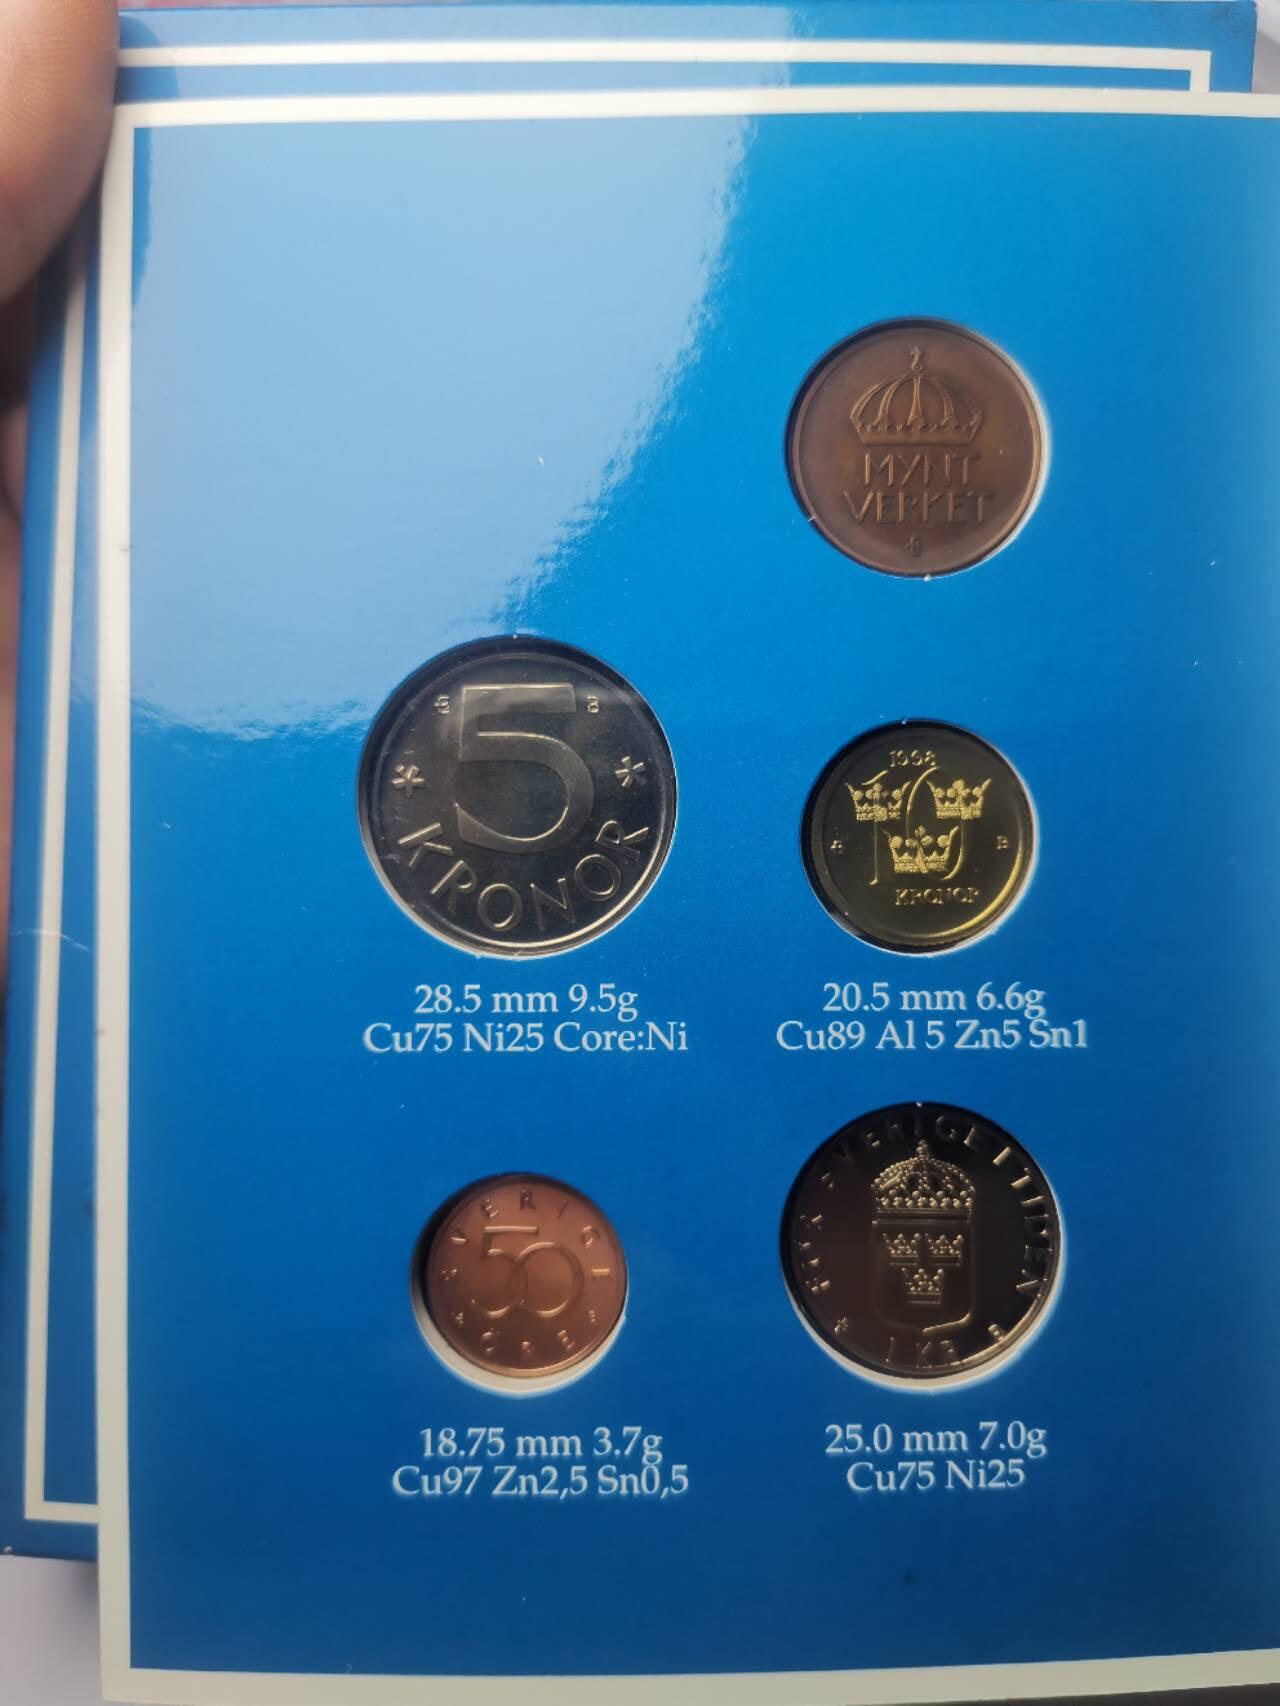 MYNT
VERKET
5
B
KRONOR
28.5 mm 9.5g
Cu75 Ni25 Core:Ni
1998
10
B
KRONOR
20.5 mm 6.6g
Cu89 Al 5 Zn5 Sn1
SVERIGE
50
B
ÖRE
18.75 mm 3.7g
Cu97 Zn2,5 Sn0,5
SVERIGE I TIDEN
1 KR B
25.0 mm 7.0g
Cu75 Ni25